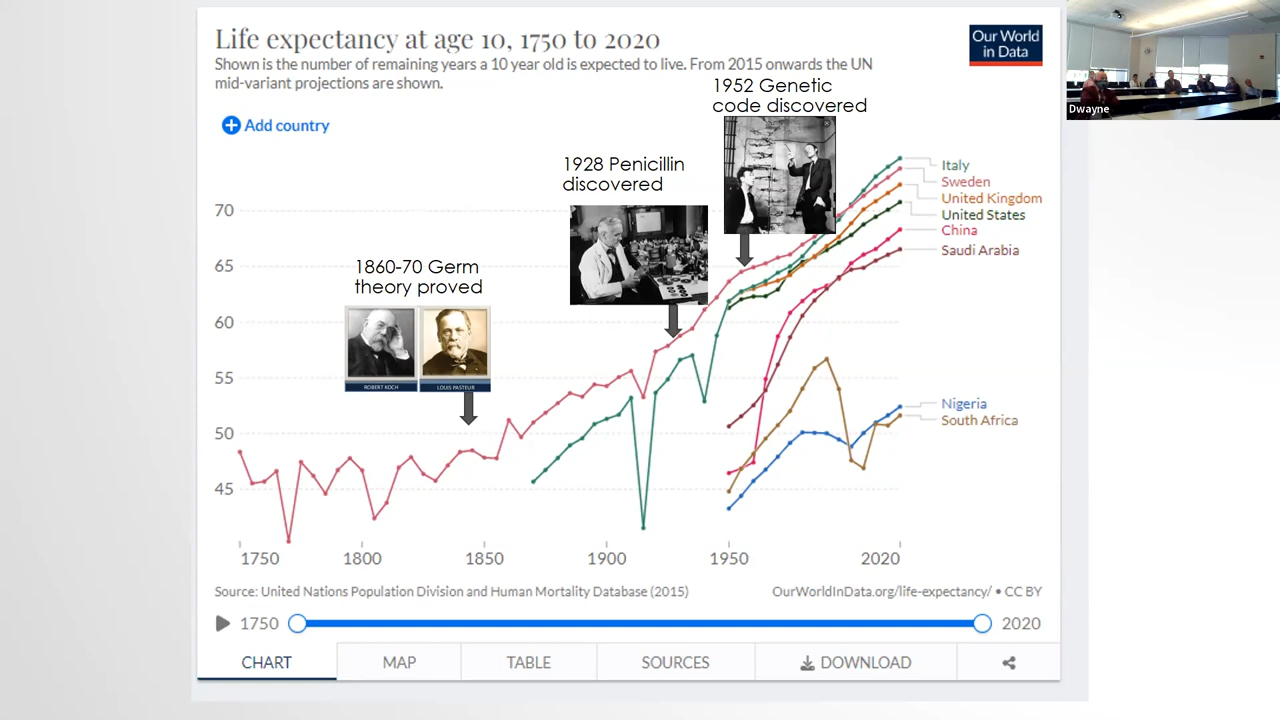 Life expectancy at age 10, 1750 to 2020
Shown is the number of remaining years a 10 year old is expected to live. From 2015 onwards the UN
mid-variant projections are shown.
Our World
in Data
Dwayne
Add country
1952 Genetic
code discovered
1928 Penicillin
discovered
1860-70 Germ
theory proved
ROBERT KOCH
LOUIS PASTEUR
70
65
60
55
50
45
Italy
Sweden
United Kingdom
United States
China
Saudi Arabia
Nigeria
South Africa
1750
1800
1850
1900
1950
2020
Source: United Nations Population Division and Human Mortality Database (2015)
OurWorldInData.org/life-expectancy/ • CC BY
1750
2020
CHART
MAP
TABLE
SOURCES
DOWNLOAD